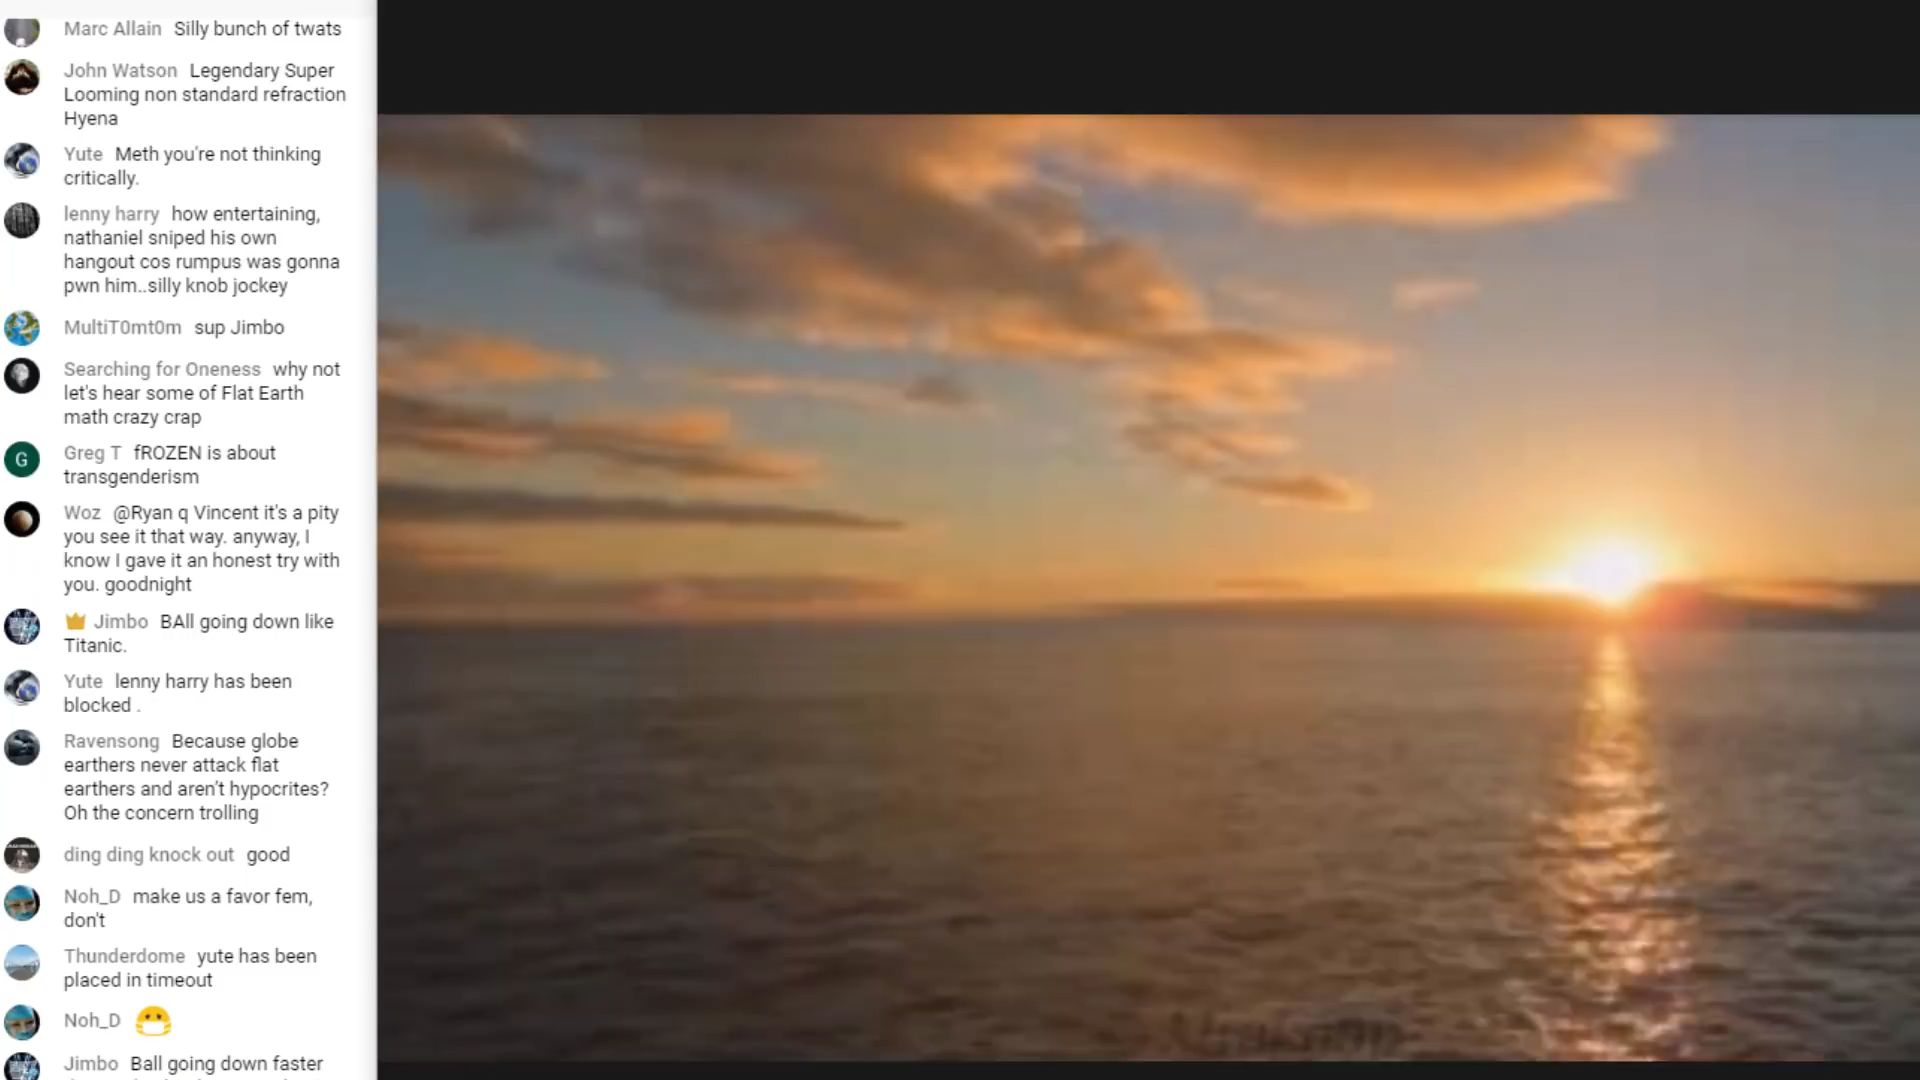 Marc Allain Silly bunch of twats
John Watson Legendary Super
Looming non standard refraction
Hyena
Yute Meth you're not thinking
critically.
lenny harry how entertaining,
nathaniel sniped his own
hangout cos rumpus was gonna
pwn him..silly knob jockey
MultiT0mt0m sup Jimbo
Searching for Oneness why not
let's hear some of Flat Earth
math crazy crap
G
Greg T fROZEN is about
transgenderism
Woz @Ryan q Vincent it's a pity
you see it that way. anyway, I
know I gave it an honest try with
you. goodnight
Jimbo BAll going down like
Titanic.
Yute lenny harry has been
blocked .
Ravensong Because globe
earthers never attack flat
earthers and aren't hypocrites?
Oh the concern trolling
ding ding knock out good
Noh_D make us a favor fem,
don't
Thunderdome yute has been
placed in timeout
Noh_D 😷
Jimbo Ball going down faster